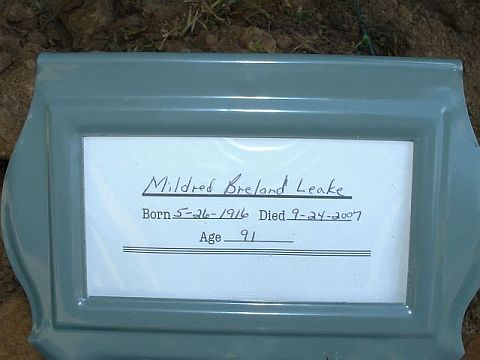 Mildred Breland Leake
Born 5-26-1916 Died 9-24-2007
Age 91